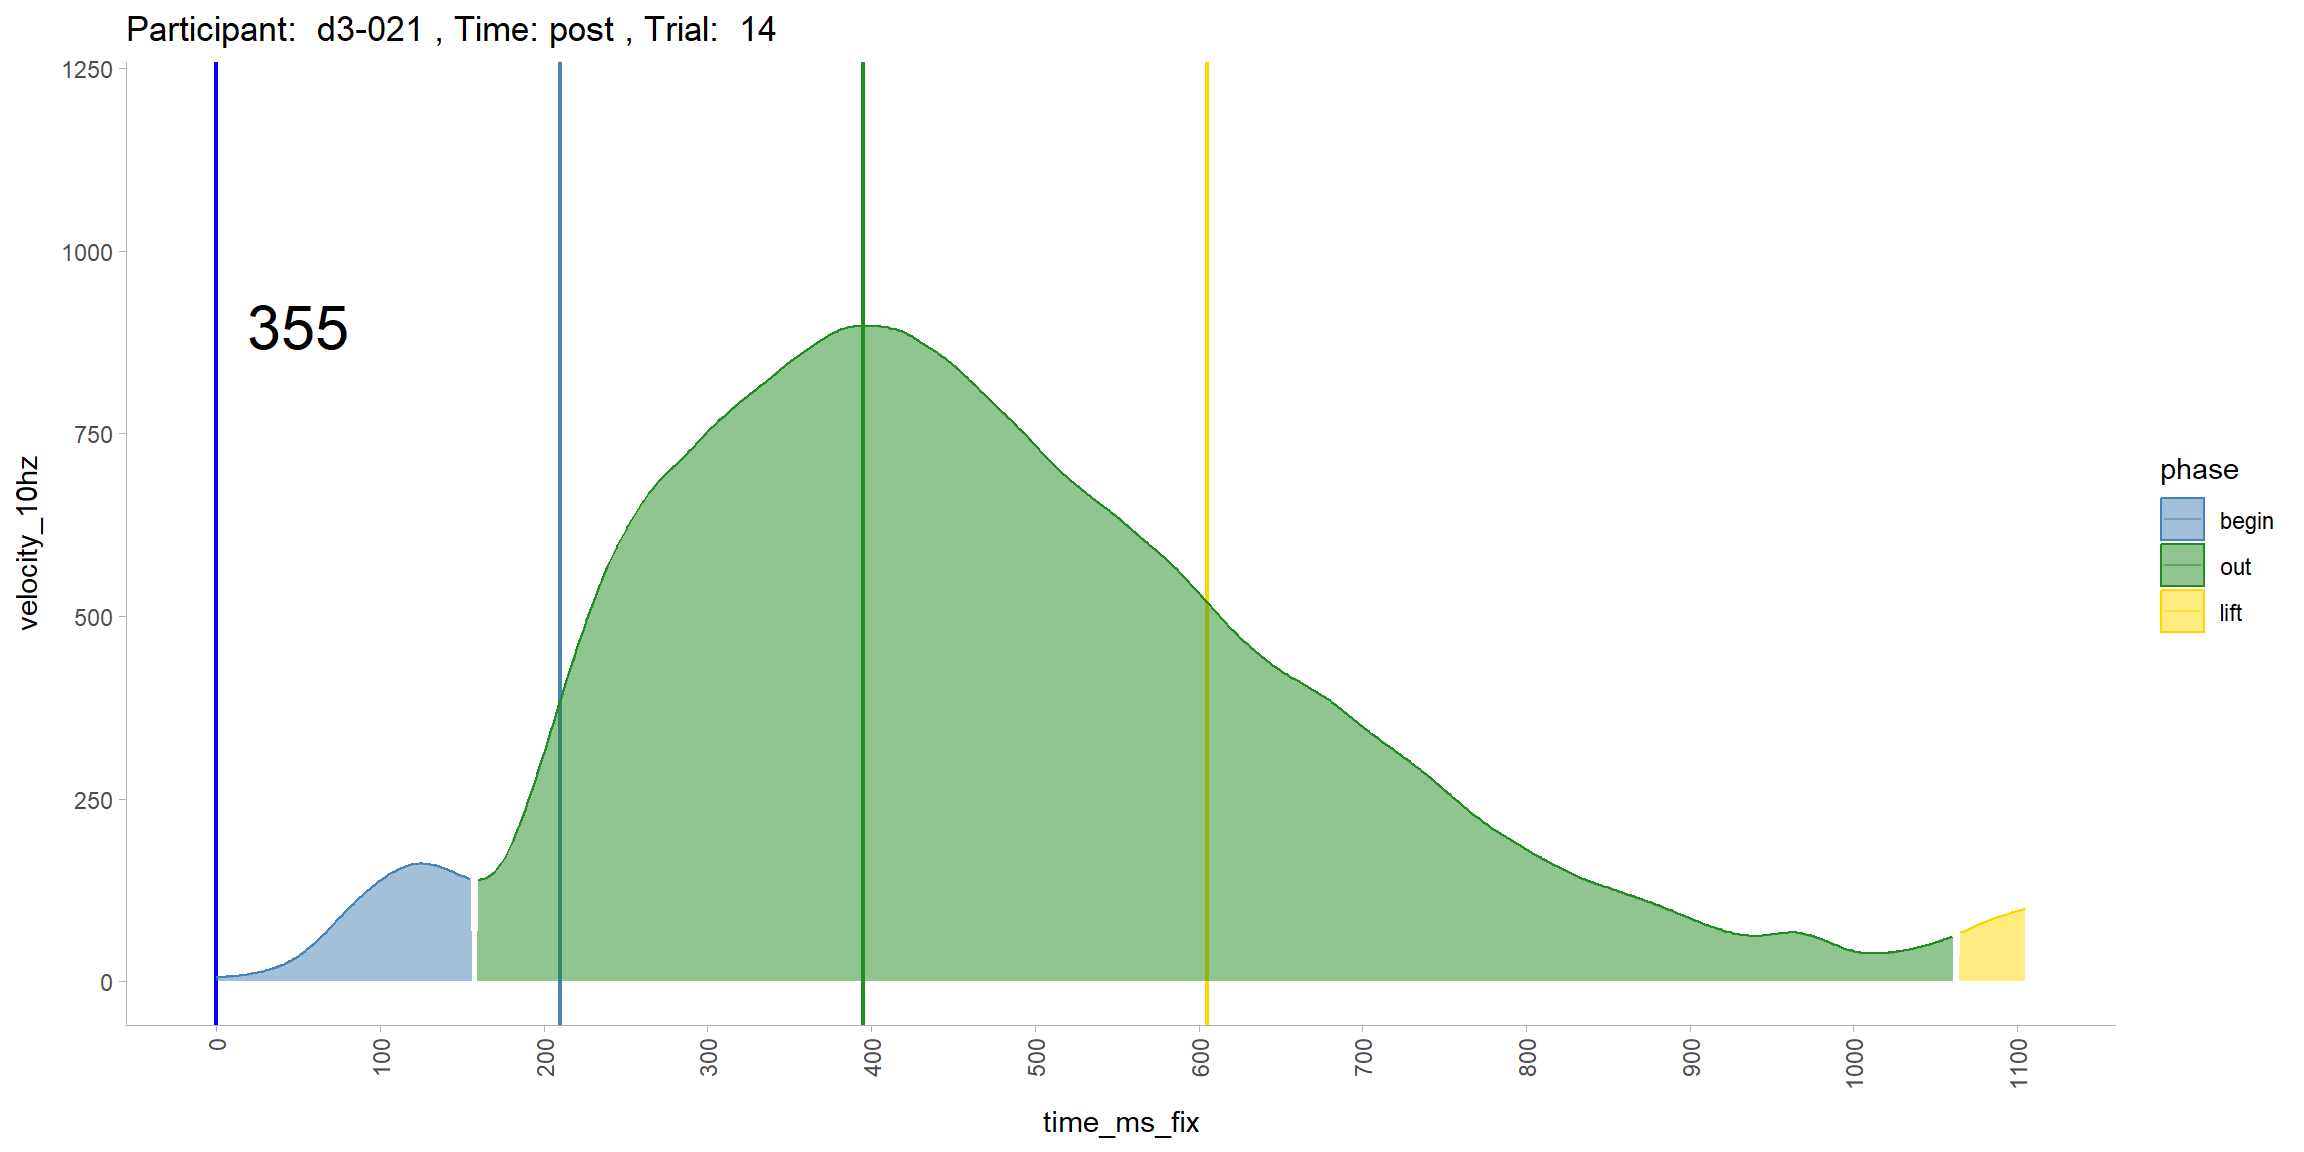 Participant:  d3-021 , Time: post , Trial:  14
1250
1000
750
500
250
0
velocity_10hz
355
0
100
200
300
400
500
600
700
800
900
1000
1100
time_ms_fix
phase
begin
out
lift